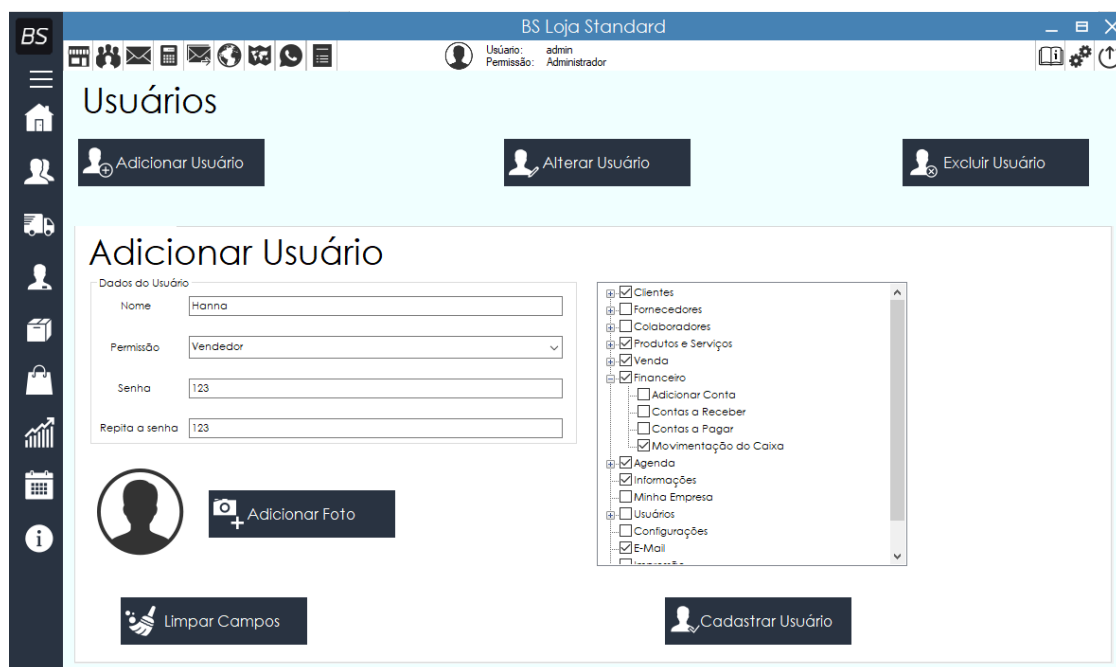 BS
BS Loja Standard
Usúario: admin
Permissão: Administrador
Usuários
Adicionar Usuário
Alterar Usuário
Excluir Usuário
Adicionar Usuário
Dados do Usuário
Nome Hanna
Permissão Vendedor
Senha 123
Repita a senha 123
Adicionar Foto
Limpar Campos
Clientes
Fornecedores
Colaboradores
Produtos e Serviços
Venda
Financeiro
Adicionar Conta
Contas a Receber
Contas a Pagar
Movimentação do Caixa
Agenda
Informações
Minha Empresa
Usuários
Configurações
E-Mail
Cadastrar Usuário